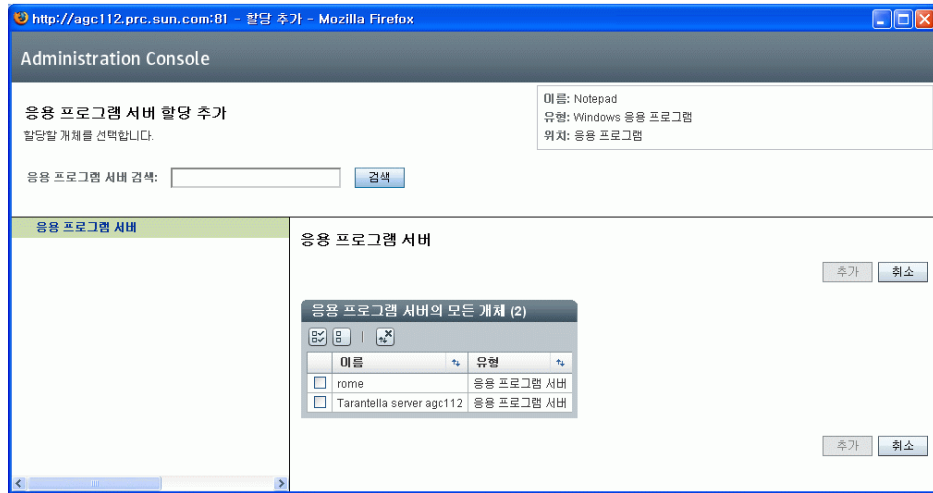 http://agc112.prc.sun.com:81 - 할당 추가 - Mozilla Firefox
Administration Console
응용 프로그램 서버 할당 추가
할당할 개체를 선택합니다.
이름: Notepad
유형: Windows 응용 프로그램
위치: 응용 프로그램
응용 프로그램 서버 검색:
검색
응용 프로그램 서버
응용 프로그램 서버
추가 취소
응용 프로그램 서버의 모든 개체 (2)
이름 유형
rome 응용 프로그램 서버
Tarantella server agc112 응용 프로그램 서버
추가 취소